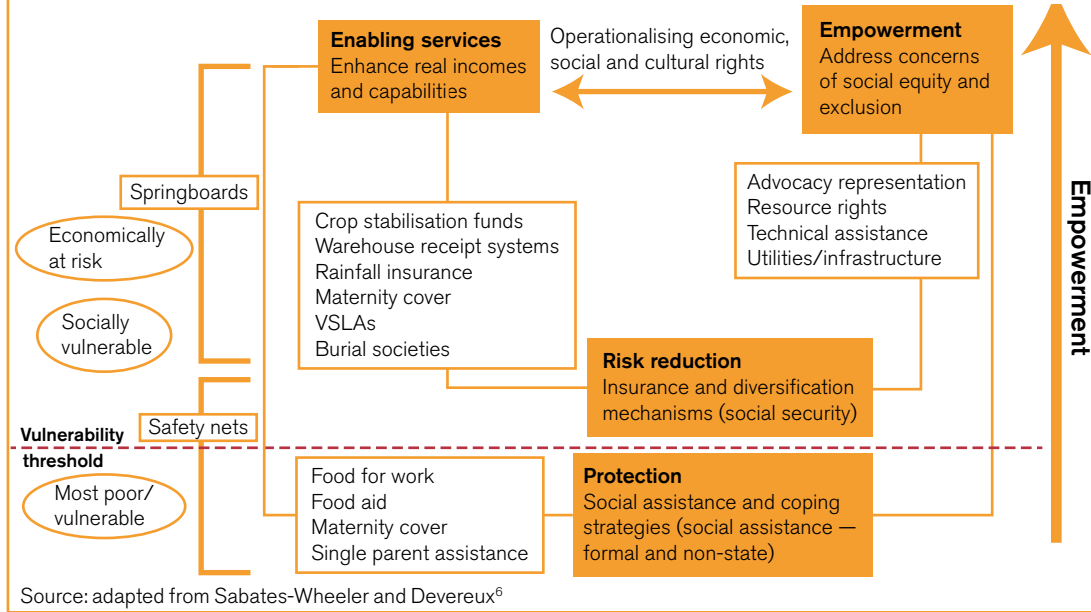 Enabling services
Enhance real incomes
and capabilities
Operationalising economic,
social and cultural rights
Empowerment
Address concerns
of social equity and
exclusion
Springboards
Economically
at risk
Socially
vulnerable
Crop stabilisation funds
Warehouse receipt systems
Rainfall insurance
Maternity cover
VSLAs
Burial societies
Advocacy representation
Resource rights
Technical assistance
Utilities/infrastructure
Empowerment
Risk reduction
Insurance and diversification
mechanisms (social security)
Safety nets
Vulnerability
threshold
Most poor/
vulnerable
Food for work
Food aid
Maternity cover
Single parent assistance
Protection
Social assistance and coping
strategies (social assistance —
formal and non-state)
Source: adapted from Sabates-Wheeler and Devereux⁶